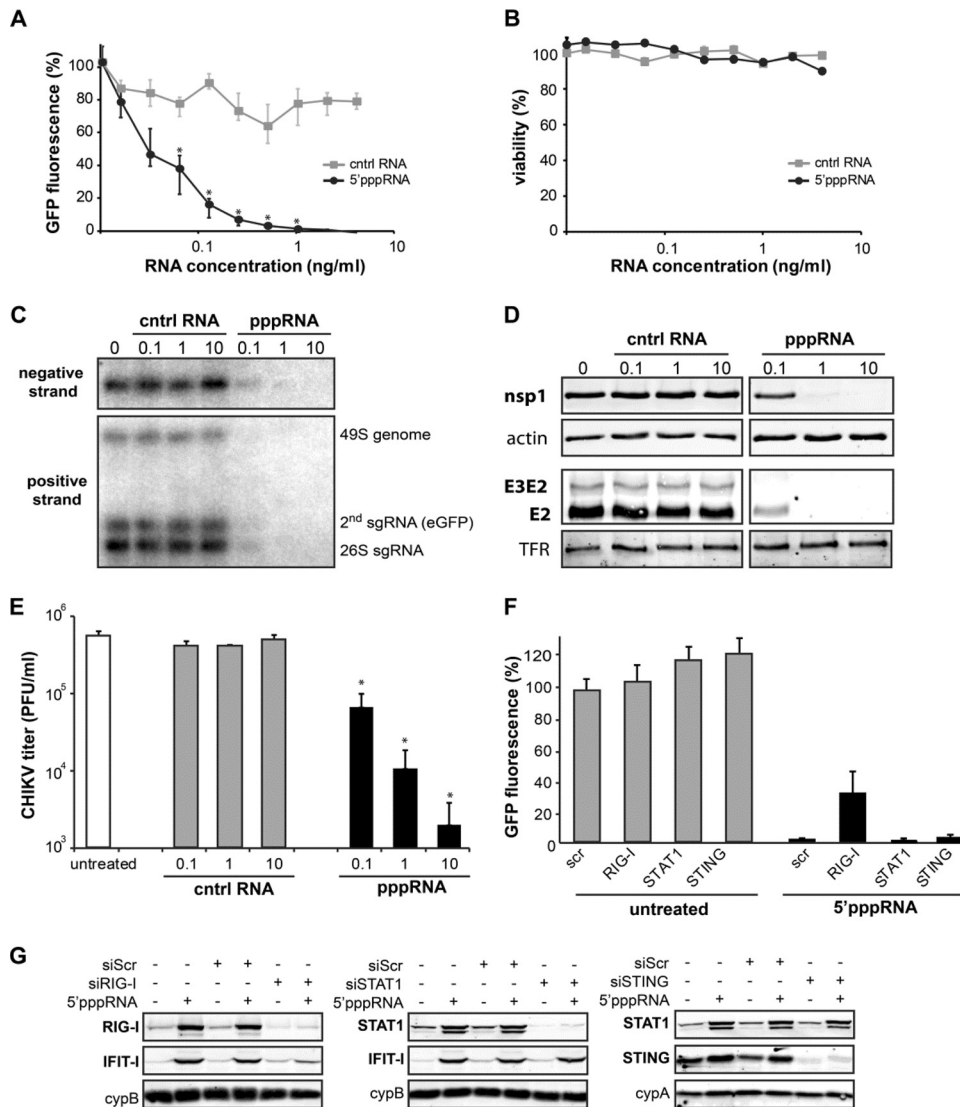 A
GFP fluorescence (%)
100
80
60
40
20
0
* * * * *
cntrl RNA
5'pppRNA
0.1 1 10
RNA concentration (ng/ml)
B
viability (%)
100
80
60
40
20
0
cntrl RNA
5'pppRNA
0.1 1 10
RNA concentration (ng/ml)
C
cntrl RNA pppRNA
0 0.1 1 10 0.1 1 10
negative strand
positive strand
49S genome
2nd sgRNA (eGFP)
26S sgRNA
D
cntrl RNA pppRNA
0 0.1 1 10 0.1 1 10
nsp1
actin
E3E2
E2
TFR
E
CHIKV titer (PFU/ml)
10^6
10^5
10^4
10^3
* * *
untreated 0.1 1 10 0.1 1 10
cntrl RNA pppRNA
F
GFP fluorescence (%)
120
100
80
60
40
20
0
scr RIG-I STAT1 STING scr RIG-I STAT1 STING
untreated 5'pppRNA
G
siScr - - + + - -
siRIG-I - - - - + +
5'pppRNA - + - + - +
RIG-I
IFIT-I
cypB
siScr - - + + - -
siSTAT1 - - - - + +
5'pppRNA - + - + - +
STAT1
IFIT-I
cypB
siScr - - + + - -
siSTING - - - - + +
5'pppRNA - + - + - +
STAT1
STING
cypA